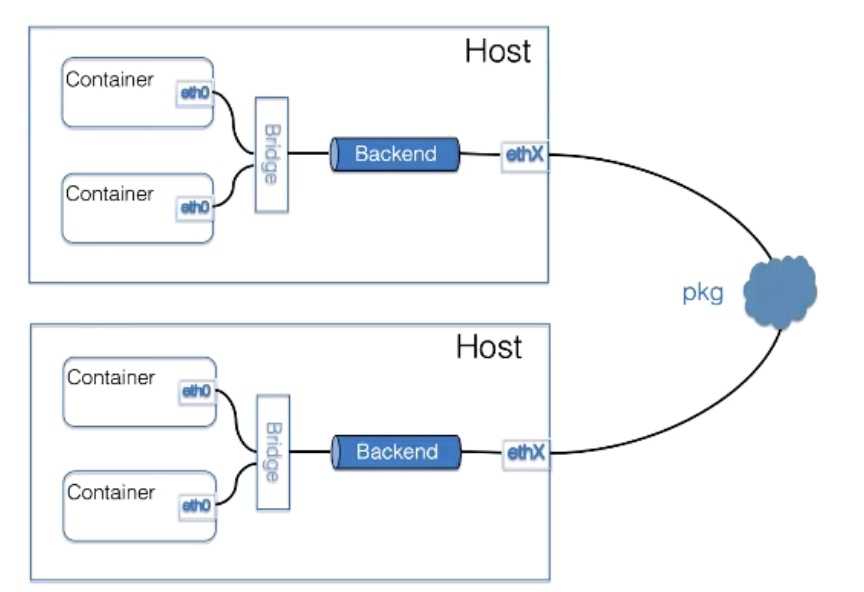 Host
Container
eth0
Bridge
Backend
ethX
Container
eth0
pkg
Host
Container
eth0
Bridge
Backend
ethX
Container
eth0